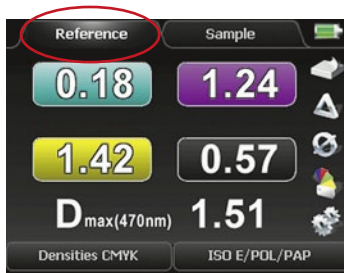 Reference Sample
0.18 1.24
1.42 0.57
Dmax(470nm) 1.51
Densities CMYK ISO E/POL/PAP